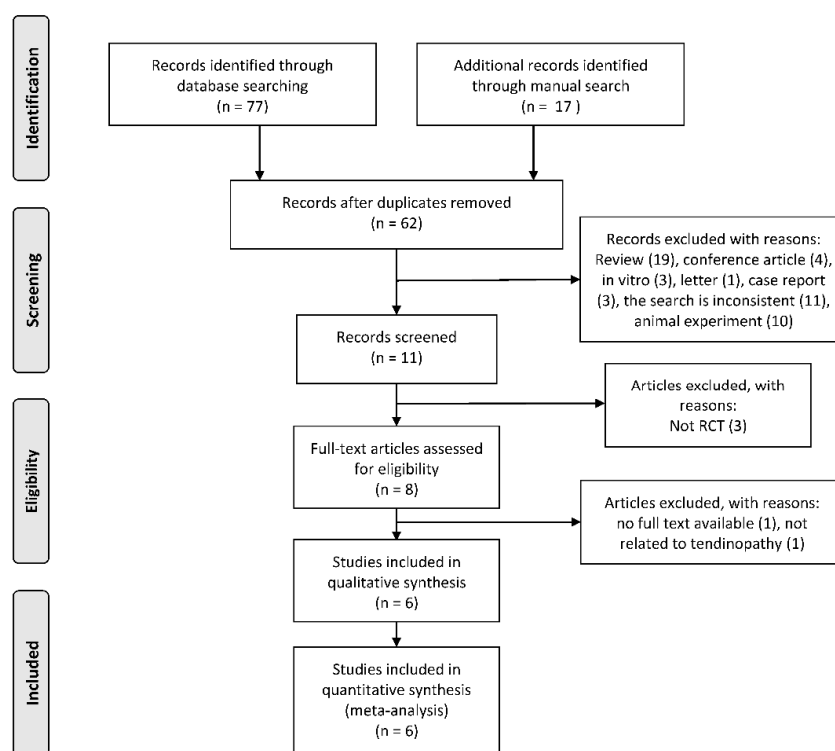 Identification
Records identified through
database searching
(n = 77)
Additional records identified
through manual search
(n = 17 )
Records after duplicates removed
(n = 62)
Screening
Records excluded with reasons:
Review (19), conference article (4),
in vitro (3), letter (1), case report
(3), the search is inconsistent (11),
animal experiment (10)
Records screened
(n = 11)
Articles excluded, with
reasons:
Not RCT (3)
Eligibility
Full-text articles assessed
for eligibility
(n = 8)
Articles excluded, with reasons:
no full text available (1), not
related to tendinopathy (1)
Studies included in
qualitative synthesis
(n = 6)
Included
Studies included in
quantitative synthesis
(meta-analysis)
(n = 6)